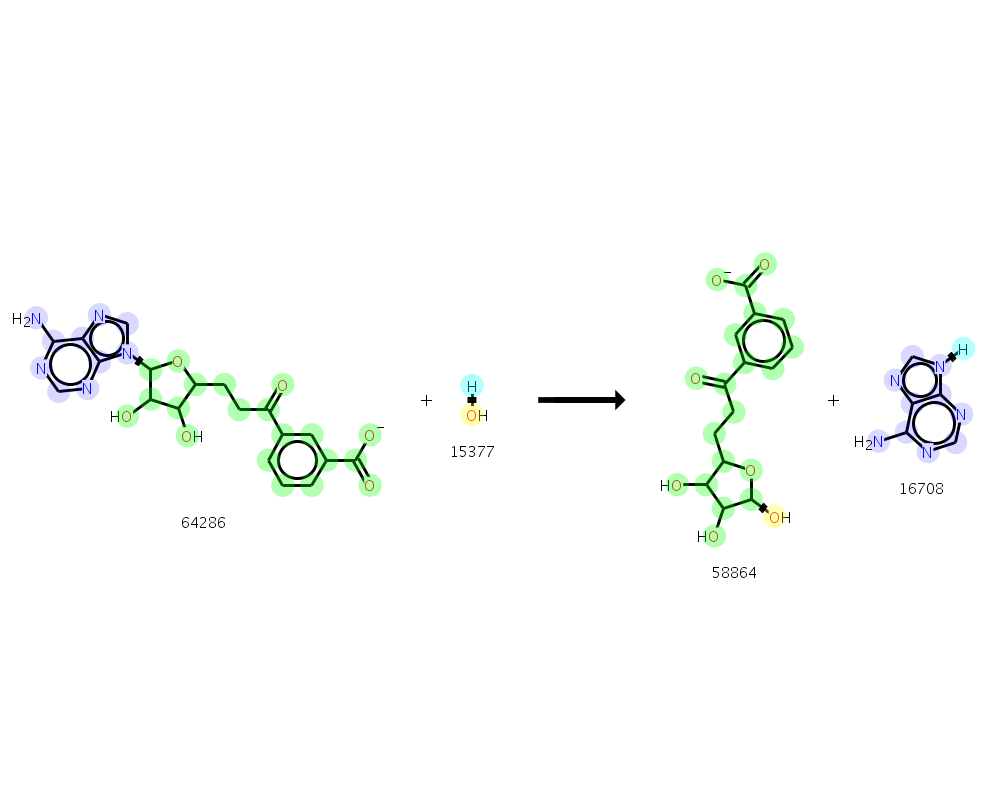 H₂N N N N N O HO OH O O⁻ O
64286
+
H
OH
15377
O⁻ O O O HO HO OH
58864
+
H N N N N H₂N
16708